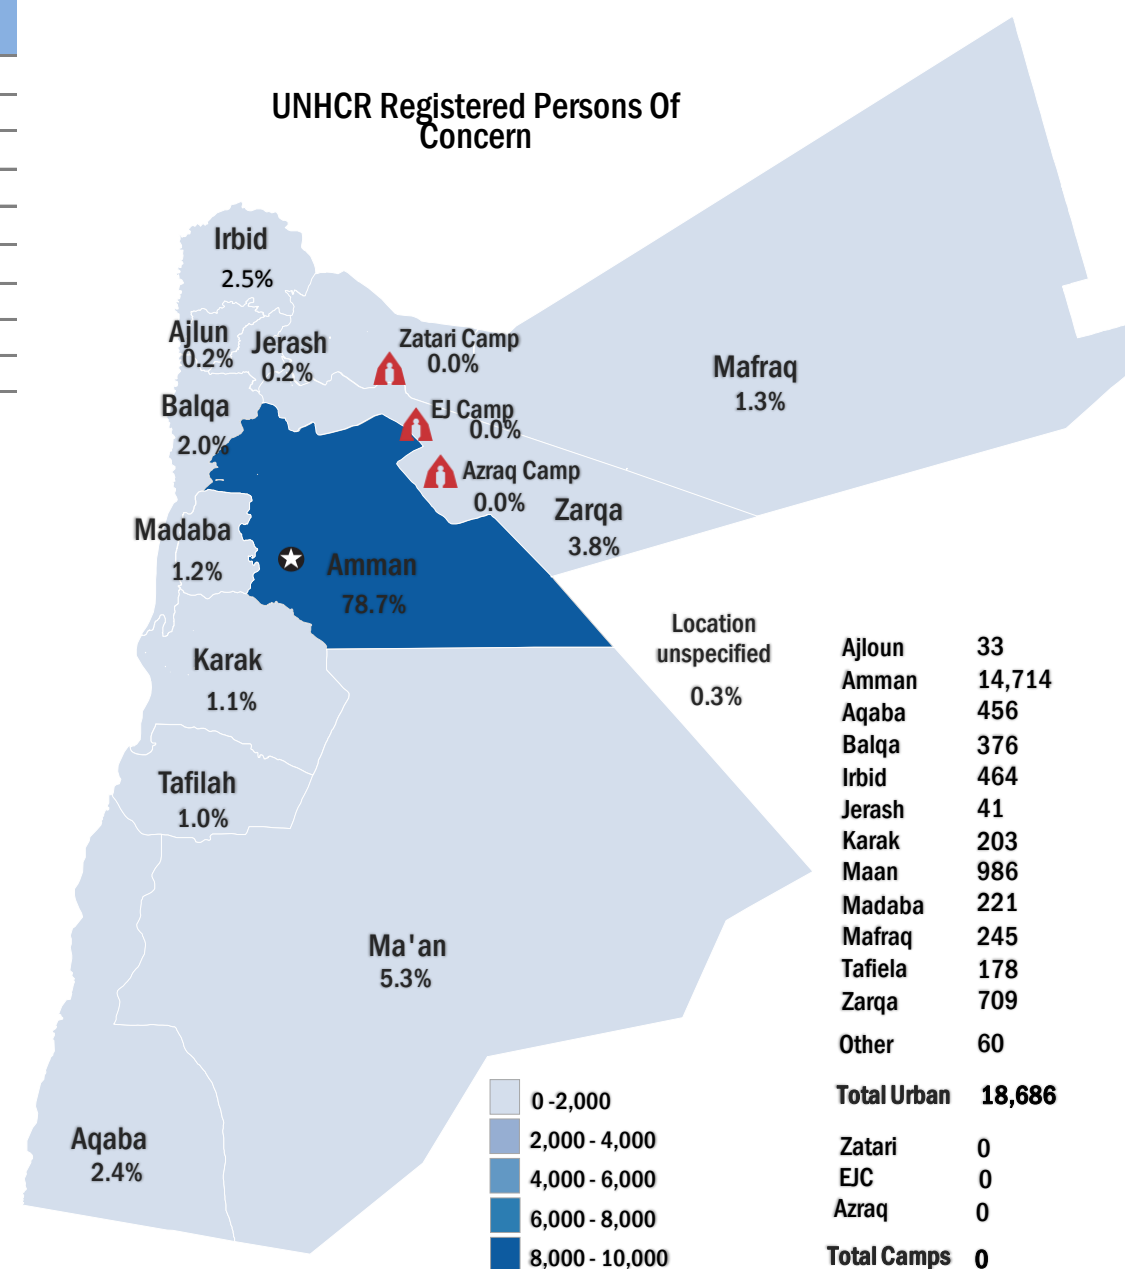 UNHCR Registered Persons Of
Concern
Irbid
2.5%
Ajlun
0.2%
Jerash
0.2%
Zatari Camp
0.0%
Mafraq
1.3%
Balqa
2.0%
EJ Camp
0.0%
Azraq Camp
0.0%
Zarqa
3.8%
Madaba
1.2%
Amman
78.7%
Location
unspecified
0.3%
Karak
1.1%
Tafilah
1.0%
Ma'an
5.3%
Aqaba
2.4%
0 -2,000
2,000 - 4,000
4,000 - 6,000
6,000 - 8,000
8,000 - 10,000
Ajloun 33
Amman 14,714
Aqaba 456
Balqa 376
Irbid 464
Jerash 41
Karak 203
Maan 986
Madaba 221
Mafraq 245
Tafiela 178
Zarqa 709
Other 60
Total Urban 18,686
Zatari 0
EJC 0
Azraq 0
Total Camps 0